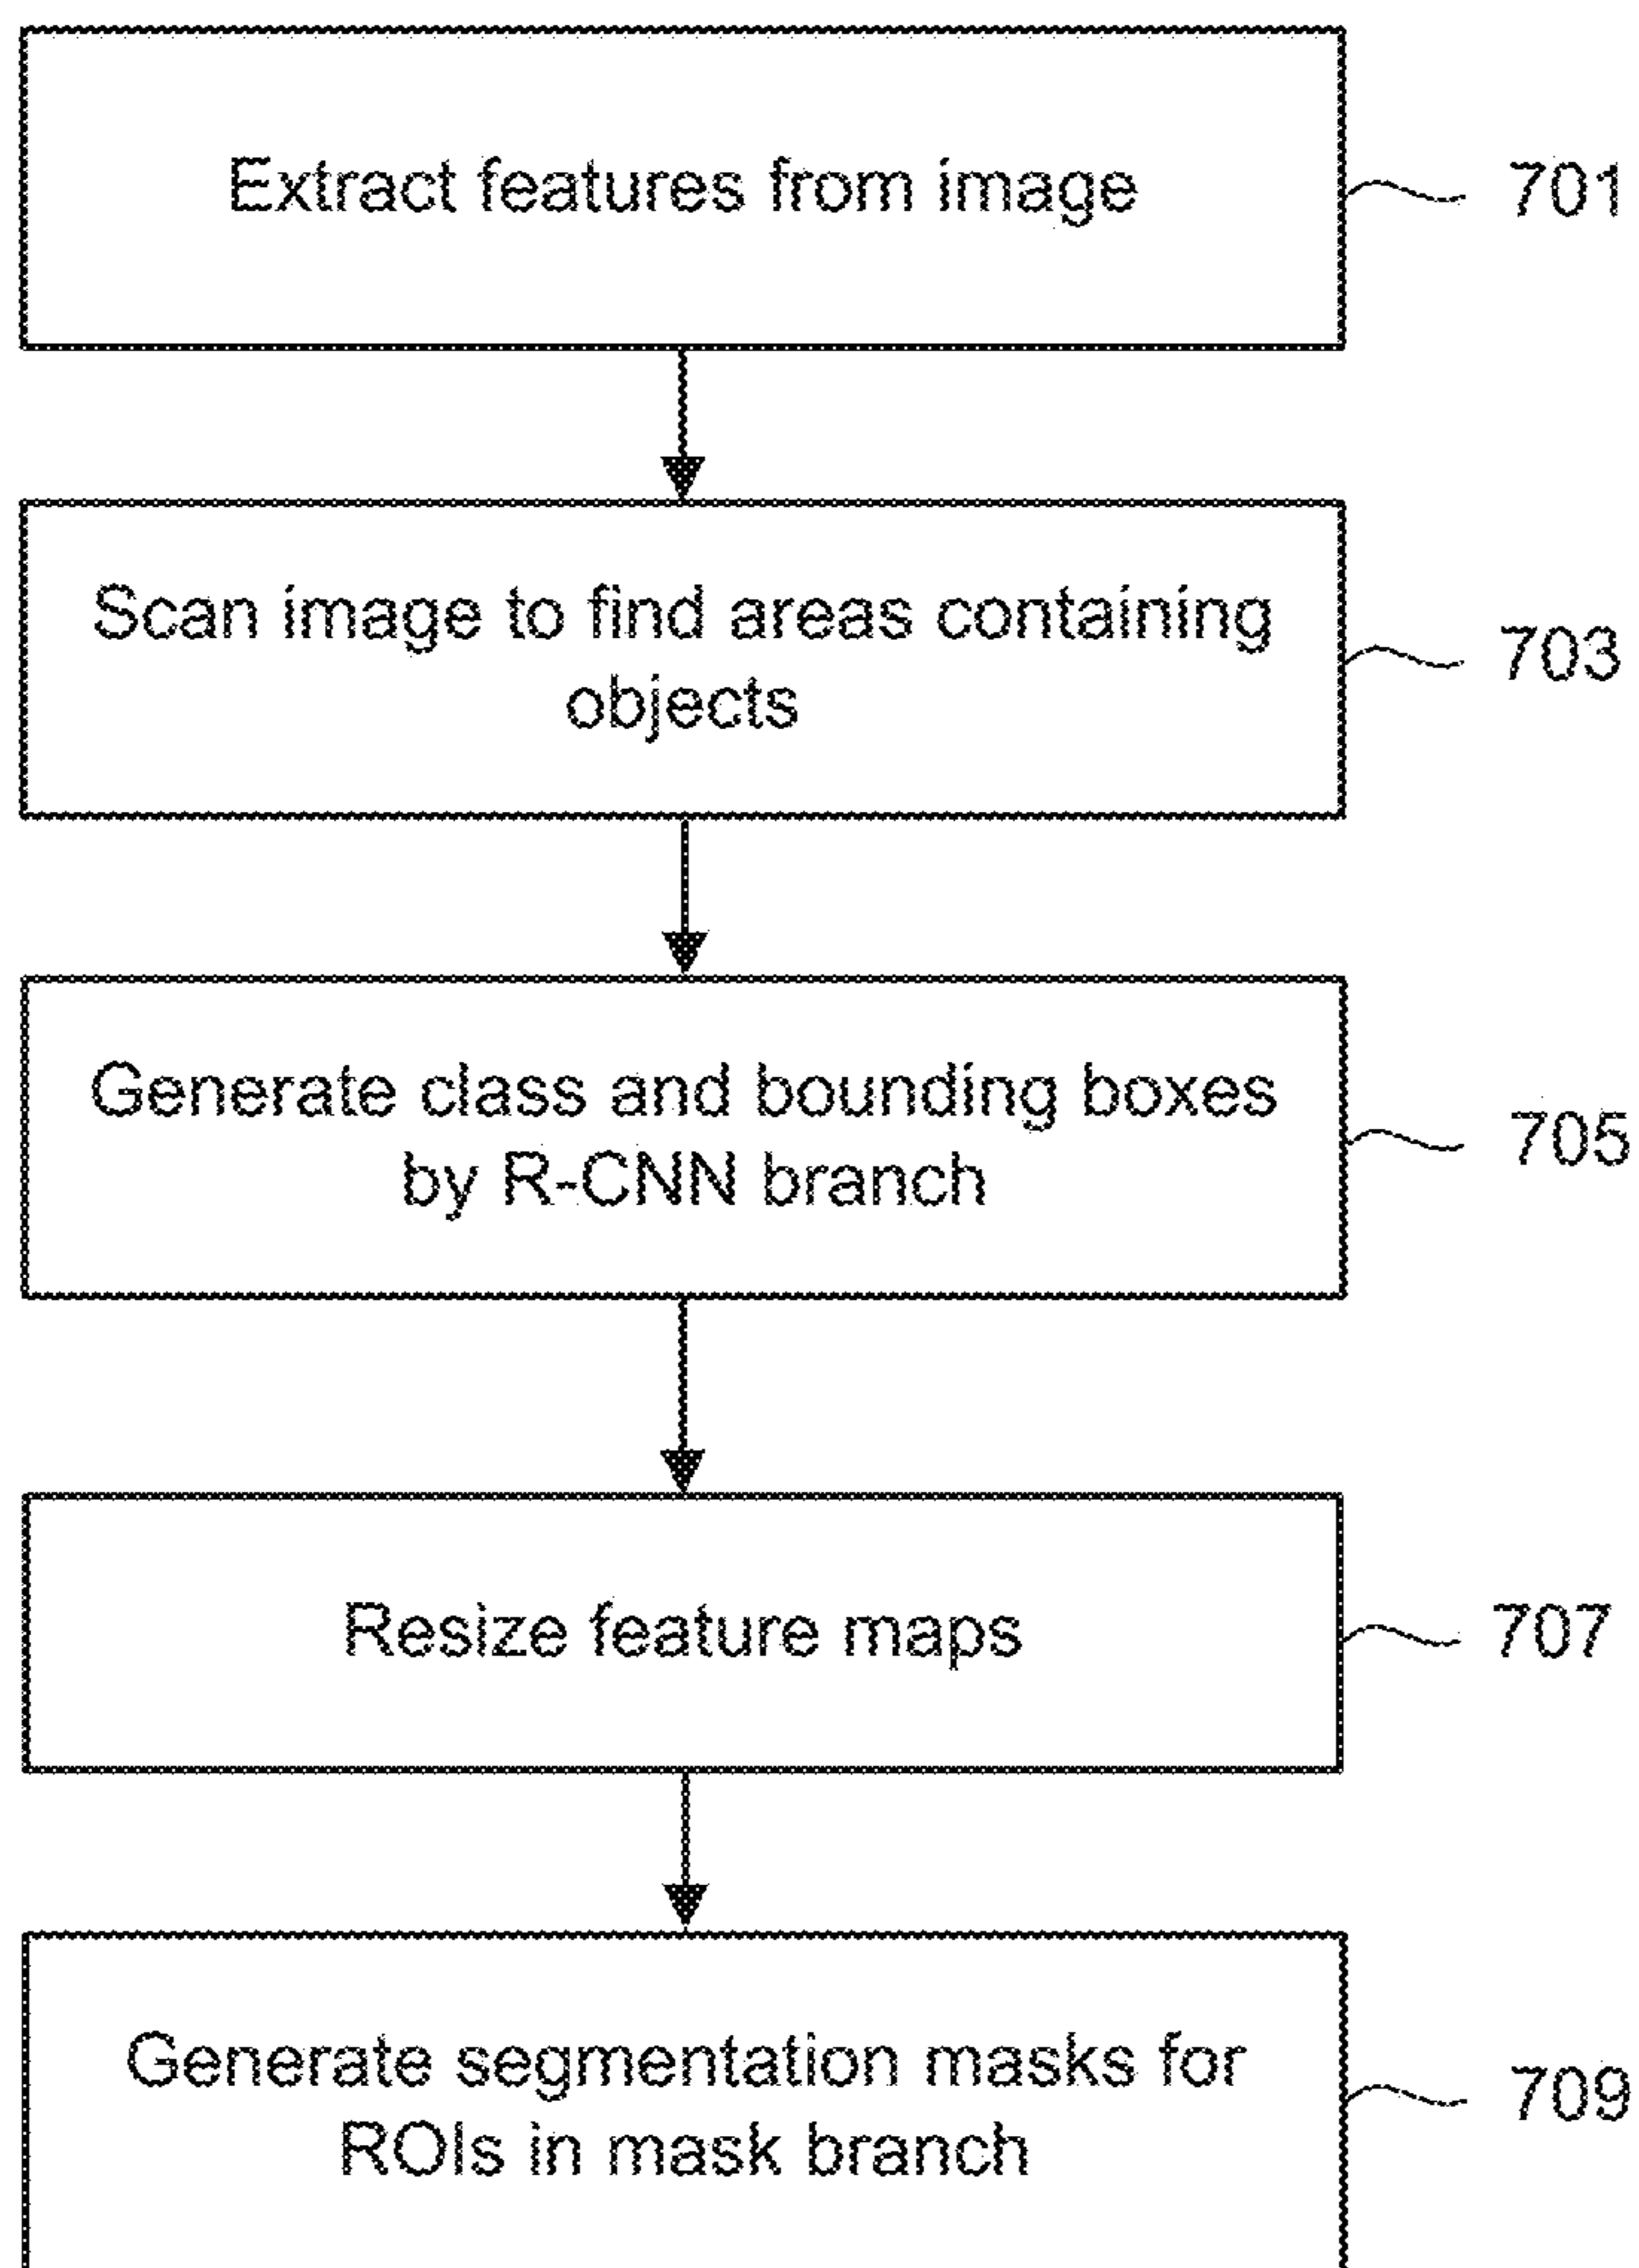 Extract features from image
701
Scan image to find areas containing
objects
703
Generate class and bounding boxes
by R-CNN branch
705
Resize feature maps
707
Generate segmentation masks for
ROIs in mask branch
709